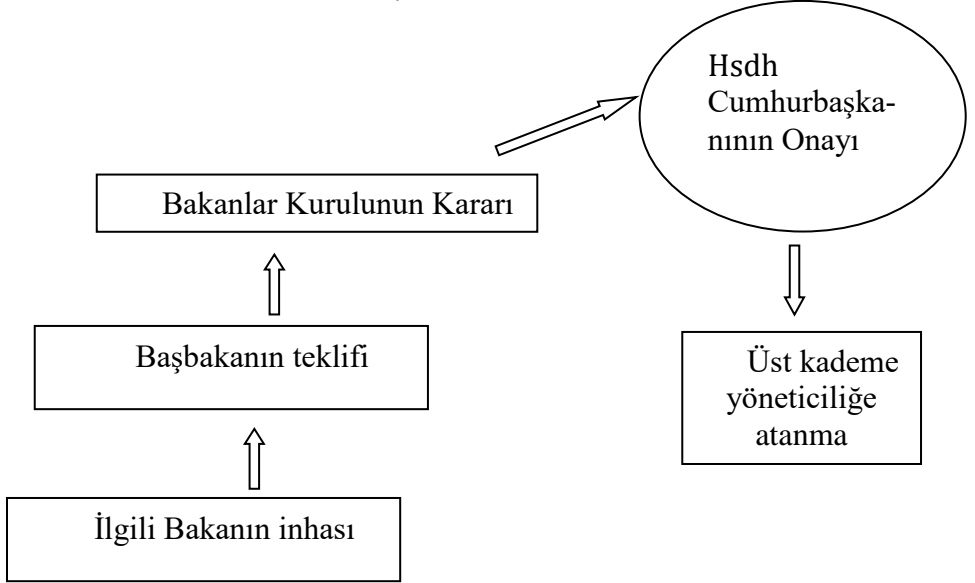 Hsdh
Cumhurbaşka-
nının Onayı
Bakanlar Kurulunun Kararı
Başbakanın teklifi
Üst kademe
yöneticiliğe
atanma
İlgili Bakanın inhası